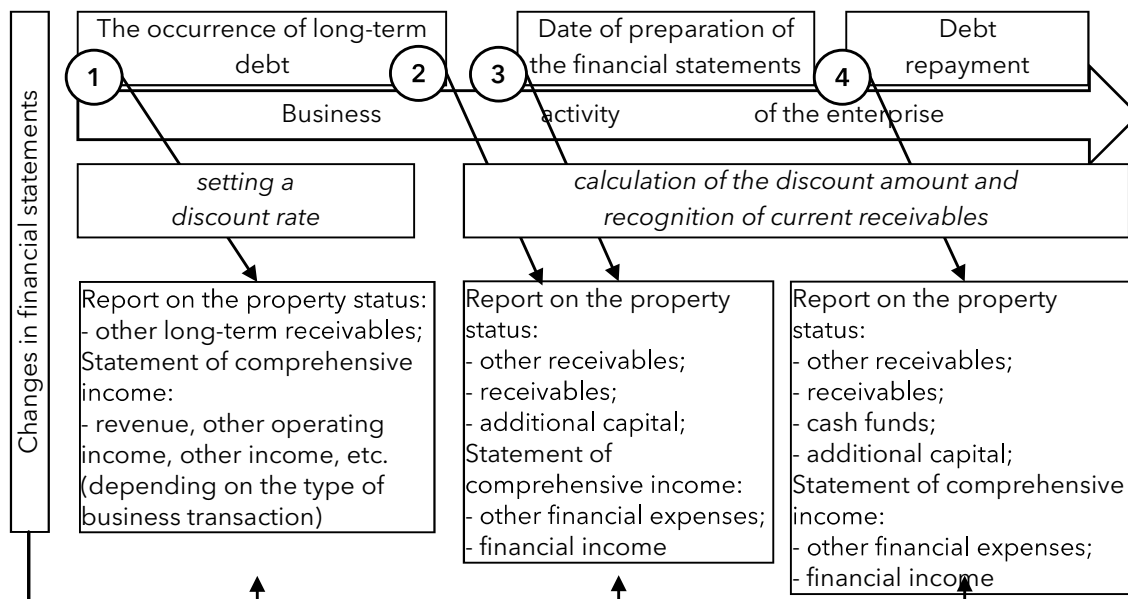 Changes in financial statements
The occurrence of long-term
debt
Date of preparation of
the financial statements
Debt
repayment
1
2
3
4
Business activity of the enterprise
setting a
discount rate
calculation of the discount amount and
recognition of current receivables
Report on the property status:
- other long-term receivables;
Statement of comprehensive
income:
- revenue, other operating
income, other income, etc.
(depending on the type of
business transaction)
Report on the property
status:
- other receivables;
- receivables;
- additional capital;
Statement of
comprehensive income:
- other financial expenses;
- financial income
Report on the property
status:
- other receivables;
- receivables;
- cash funds;
- additional capital;
Statement of comprehensive
income:
- other financial expenses;
- financial income